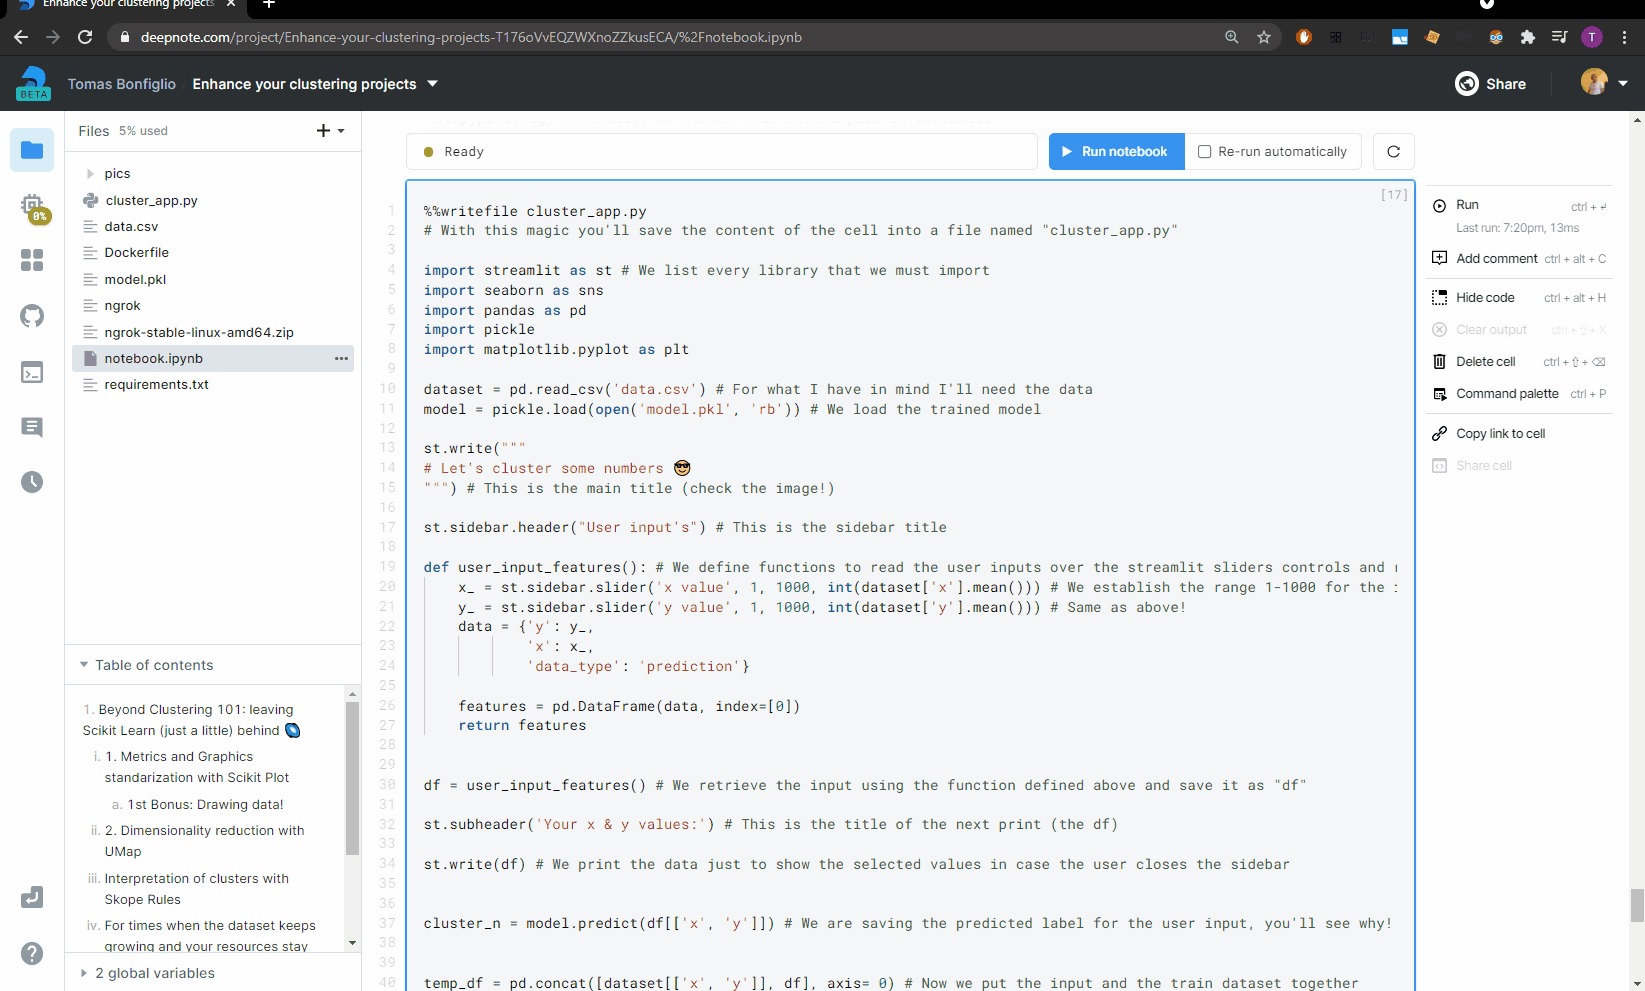 Enhance your clustering projects
deepnote.com/project/Enhance-your-clustering-projects-T176oVvEQZWXnoZZkusECA/%2Fnotebook.ipynb
T
BETA
Tomas Bonfiglio
Enhance your clustering projects
Share
Files 5% used
pics
cluster_app.py
data.csv
Dockerfile
model.pkl
ngrok
ngrok-stable-linux-amd64.zip
notebook.ipynb
requirements.txt
0%
Table of contents
1. Beyond Clustering 101: leaving
Scikit Learn (just a little) behind
i. 1. Metrics and Graphics
standarization with Scikit Plot
a. 1st Bonus: Drawing data!
ii. 2. Dimensionality reduction with
UMap
iii. Interpretation of clusters with
Skope Rules
iv. For times when the dataset keeps
growing and your resources stay
2 global variables
Ready
Run notebook
Re-run automatically
[17]
1 %%writefile cluster_app.py
2 # With this magic you'll save the content of the cell into a file named "cluster_app.py"
3
4 import streamlit as st # We list every library that we must import
5 import seaborn as sns
6 import pandas as pd
7 import pickle
8 import matplotlib.pyplot as plt
9
10 dataset = pd.read_csv('data.csv') # For what I have in mind I'll need the data
11 model = pickle.load(open('model.pkl', 'rb')) # We load the trained model
12
13 st.write("""
14 # Let's cluster some numbers 😎
15 """) # This is the main title (check the image!)
16
17 st.sidebar.header("User input's") # This is the sidebar title
18
19 def user_input_features(): # We define functions to read the user inputs over the streamlit sliders controls and
20 x_ = st.sidebar.slider('x value', 1, 1000, int(dataset['x'].mean())) # We establish the range 1-1000 for the
21 y_ = st.sidebar.slider('y value', 1, 1000, int(dataset['y'].mean())) # Same as above!
22 data = {'y': y_,
23 'x': x_,
24 'data_type': 'prediction'}
25
26 features = pd.DataFrame(data, index=[0])
27 return features
28
29
30 df = user_input_features() # We retrieve the input using the function defined above and save it as "df"
31
32 st.subheader('Your x & y values:') # This is the title of the next print (the df)
33
34 st.write(df) # We print the data just to show the selected values in case the user closes the sidebar
35
36
37 cluster_n = model.predict(df[['x', 'y']]) # We are saving the predicted label for the user input, you'll see why!
38
39
40 temp_df = pd.concat([dataset[['x', 'y']], df], axis= 0) # Now we put the input and the train dataset together
Run ctrl + ↵
Last run: 7:20pm, 13ms
Add comment ctrl + alt + C
Hide code ctrl + alt + H
Clear output ctrl + ⇧ + X
Delete cell ctrl + ⇧ + ⌫
Command palette ctrl + P
Copy link to cell
Share cell